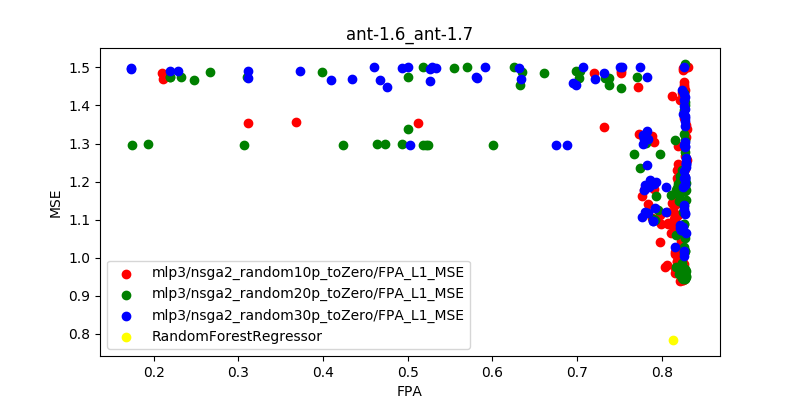 ant-1.6_ant-1.7
MSE
1.5
1.4
1.3
1.2
1.1
1.0
0.9
0.8
mlp3/nsga2_random10p_toZero/FPA_L1_MSE
mlp3/nsga2_random20p_toZero/FPA_L1_MSE
mlp3/nsga2_random30p_toZero/FPA_L1_MSE
RandomForestRegressor
0.2 0.3 0.4 0.5 0.6 0.7 0.8
FPA